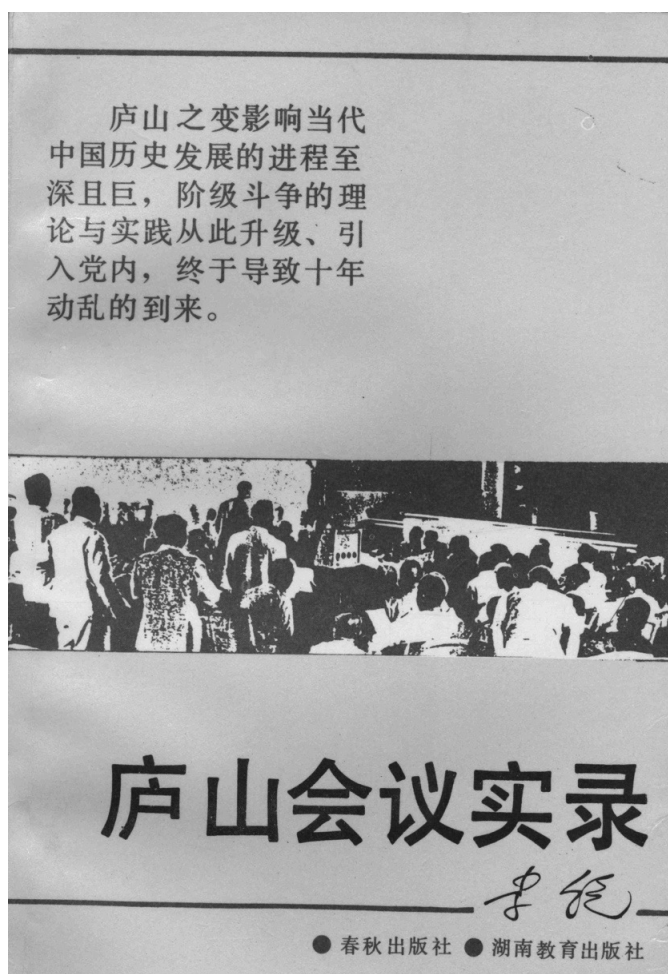 庐山之变影响当代
中国历史发展的进程至
深且巨，阶级斗争的理
论与实践从此升级、引
入党内，终于导致十年
动乱的到来。
庐山会议实录
李锐
●春秋出版社●湖南教育出版社